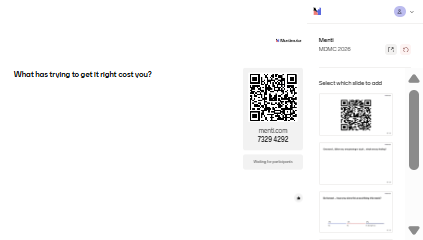 Mentimeter
What has trying to get it right cost you?
menti.com
7329 4292
Waiting for participants
Menti
MDMC 2026
Select which slide to add